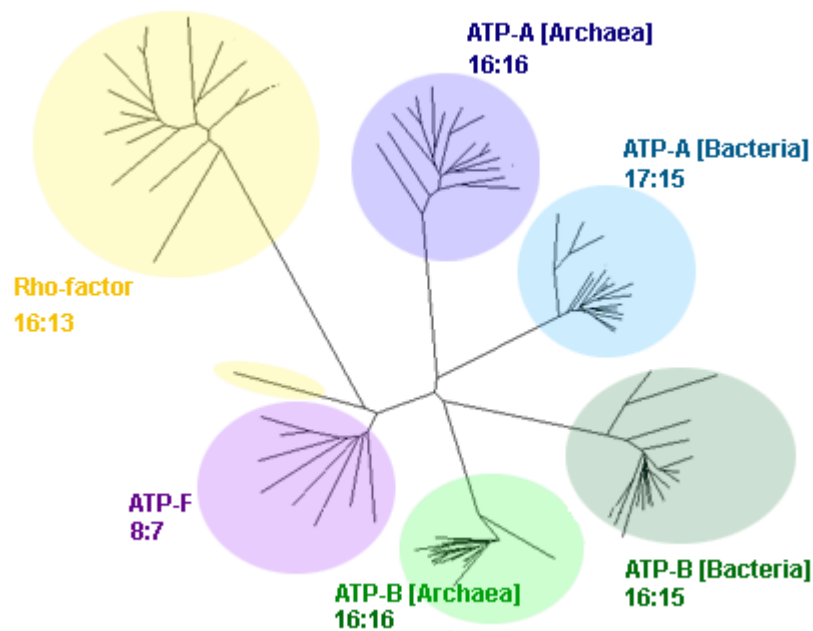 ATP-A [Archaea]
16:16
ATP-A [Bacteria]
17:15
Rho-factor
16:13
ATP-F
8:7
ATP-B [Archaea]
16:16
ATP-B [Bacteria]
16:15